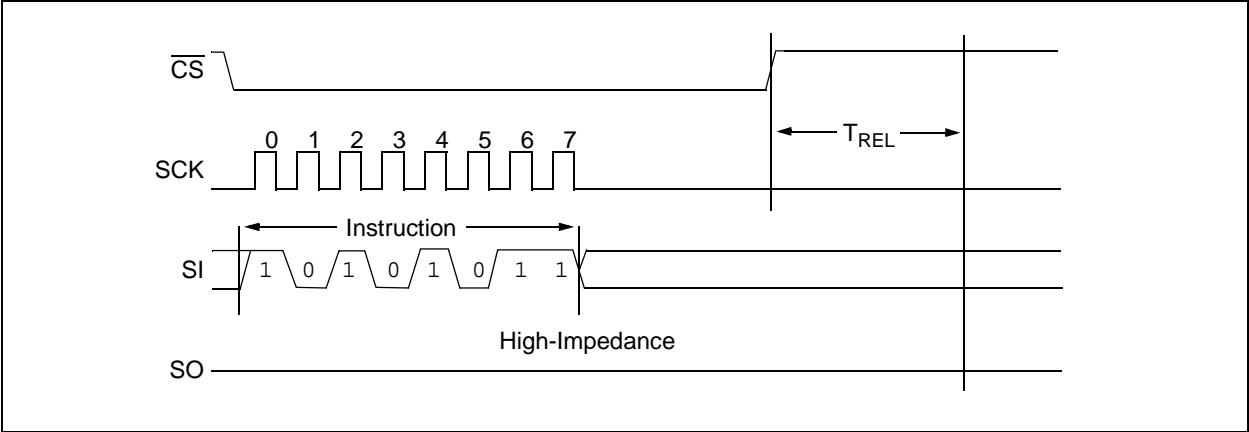 CS
TREL
0 1 2 3 4 5 6 7
SCK
Instruction
SI 1 0 1 0 1 0 1 1
High-Impedance
SO